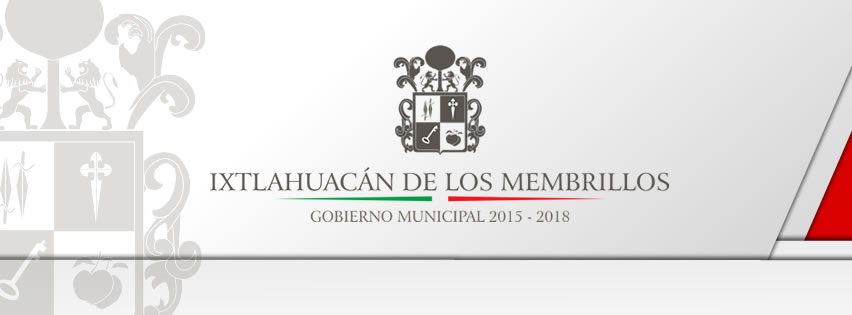 IXTLAHUACÁN DE LOS MEMBRILLOS
GOBIERNO MUNICIPAL 2015 - 2018